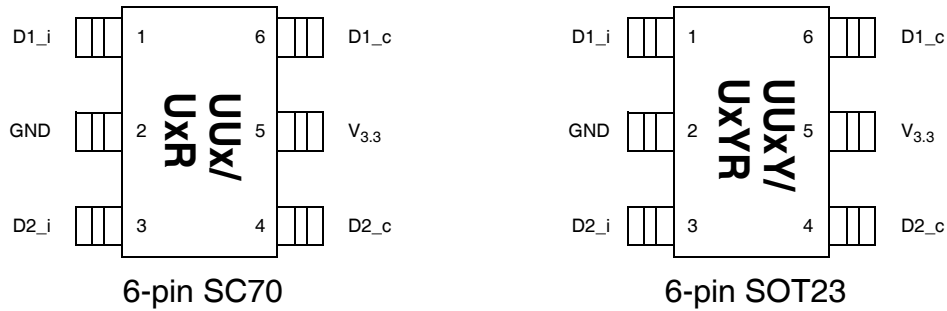 D1_i 1 6 D1_c
GND 2 5 V3.3
D2_i 3 4 D2_c
UUx/
UxR
6-pin SC70
D1_i 1 6 D1_c
GND 2 5 V3.3
D2_i 3 4 D2_c
UUxY/
UxYR
6-pin SOT23